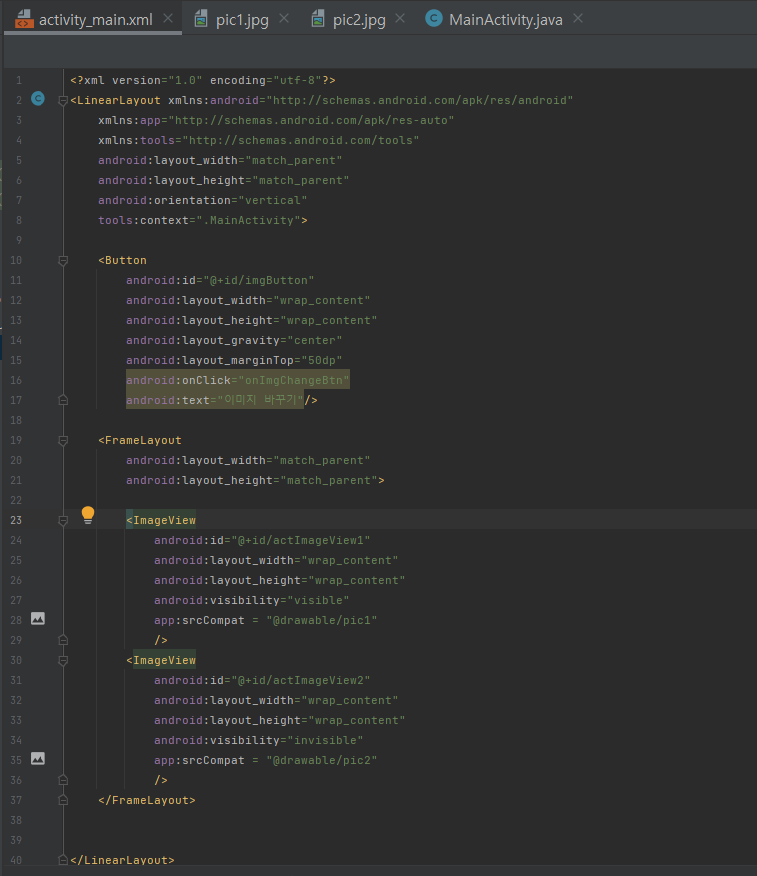 activity_main.xml pic1.jpg pic2.jpg MainActivity.java
1 <?xml version="1.0" encoding="utf-8"?>
2 <LinearLayout xmlns:android="http://schemas.android.com/apk/res/android"
3 xmlns:app="http://schemas.android.com/apk/res-auto"
4 xmlns:tools="http://schemas.android.com/tools"
5 android:layout_width="match_parent"
6 android:layout_height="match_parent"
7 android:orientation="vertical"
8 tools:context=".MainActivity">
9
10 <Button
11 android:id="@+id/imgButton"
12 android:layout_width="wrap_content"
13 android:layout_height="wrap_content"
14 android:layout_gravity="center"
15 android:layout_marginTop="50dp"
16 android:onClick="onImgChangeBtn"
17 android:text="이미지 바꾸기"/>
18
19 <FrameLayout
20 android:layout_width="match_parent"
21 android:layout_height="match_parent">
22
23 <ImageView
24 android:id="@+id/actImageView1"
25 android:layout_width="wrap_content"
26 android:layout_height="wrap_content"
27 android:visibility="visible"
28 app:srcCompat = "@drawable/pic1"
29 />
30 <ImageView
31 android:id="@+id/actImageView2"
32 android:layout_width="wrap_content"
33 android:layout_height="wrap_content"
34 android:visibility="invisible"
35 app:srcCompat = "@drawable/pic2"
36 />
37 </FrameLayout>
38
39
40 </LinearLayout>